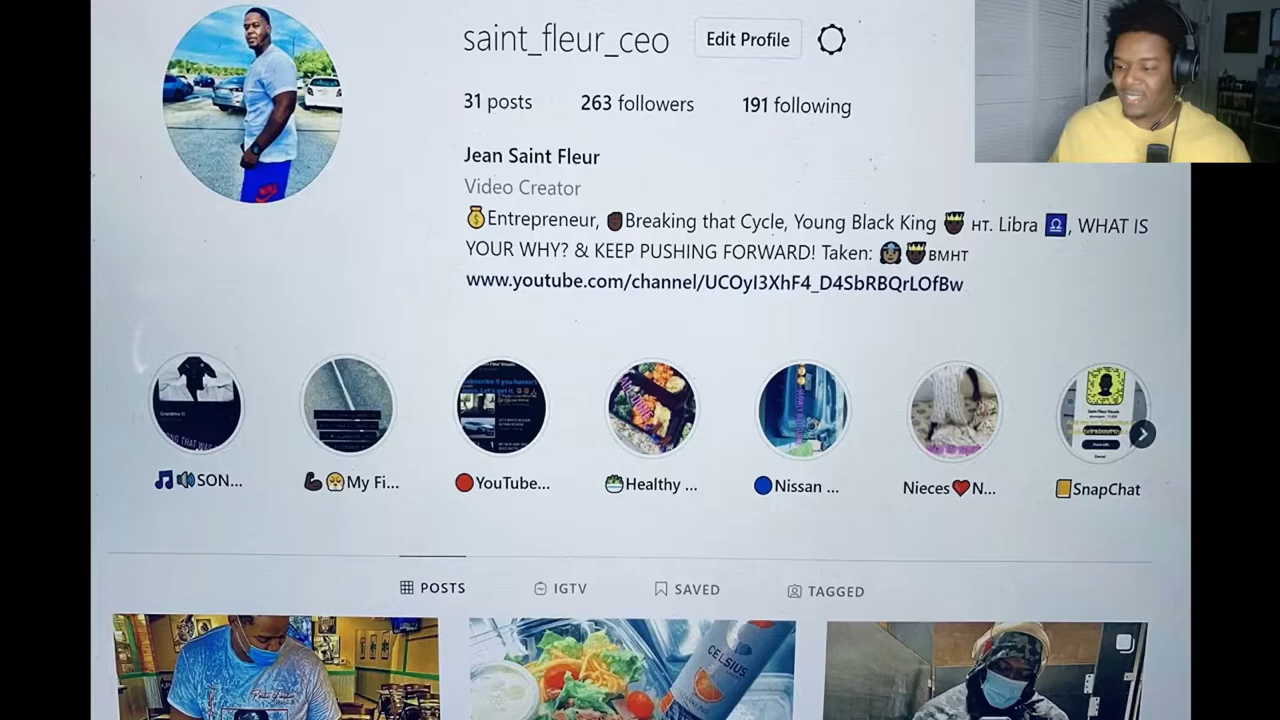 saint_fleur_ceo Edit Profile
31 posts 263 followers 191 following
Jean Saint Fleur
Video Creator
💰Entrepreneur, ✊🏿Breaking that Cycle, Young Black King 🤴🏿 HT. Libra ♎, WHAT IS
YOUR WHY? & KEEP PUSHING FORWARD! Taken: 👸🏾🤴🏿BMHT
www.youtube.com/channel/UCOyI3XhF4_D4SbRBQrLOfBw
🎵🔊SON... 💪🏿😤My Fi... 🔴YouTube... 🥗Healthy ... 🔵Nissan ... Nieces❤️N... 📒SnapChat
POSTS IGTV SAVED TAGGED
CELSIUS